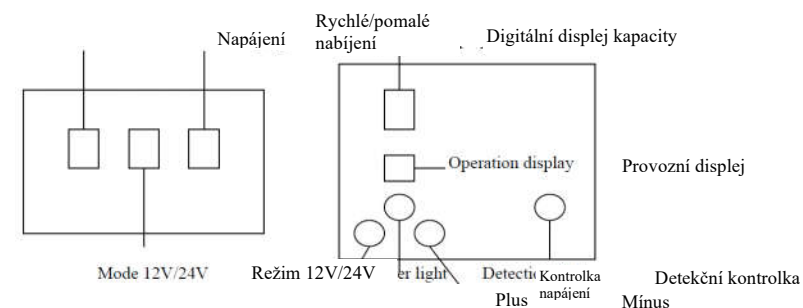 Napájení
Rychlé/pomalé
nabíjení
Digitální displej kapacity
Operation display
Provozní displej
Mode 12V/24V
Režim 12V/24V
er light
Detectio
Kontrolka
napájení
Detekční kontrolka
Plus
Mínus